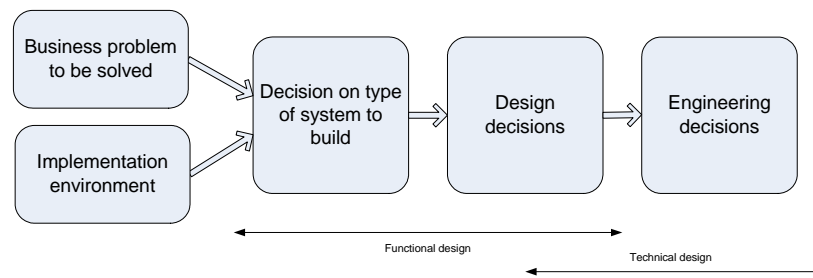 Business problem
to be solved
Implementation
environment
Decision on type
of system to
build
Design
decisions
Engineering
decisions
Functional design
Technical design